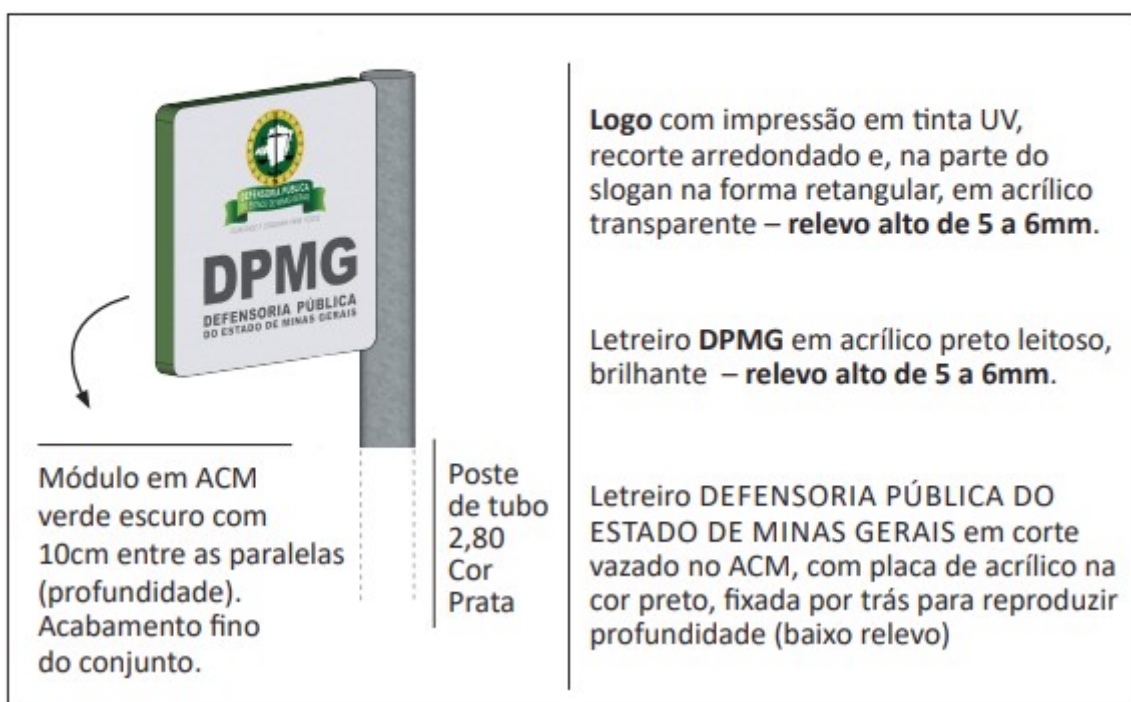 DEFENSORIA PÚBLICA
ESTADO DE MINAS GERAIS
DPMG
DEFENSORIA PÚBLICA
DO ESTADO DE MINAS GERAIS
Módulo em ACM
verde escuro com
10cm entre as paralelas
(profundidade).
Acabamento fino
do conjunto.
Poste
de tubo
2,80
Cor
Prata
Logo com impressão em tinta UV,
recorte arredondado e, na parte do
slogan na forma retangular, em acrílico
transparente – relevo alto de 5 a 6mm.
Letreiro DPMG em acrílico preto leitoso,
brilhante – relevo alto de 5 a 6mm.
Letreiro DEFENSORIA PÚBLICA DO
ESTADO DE MINAS GERAIS em corte
vazado no ACM, com placa de acrílico na
cor preto, fixada por trás para reproduzir
profundidade (baixo relevo)